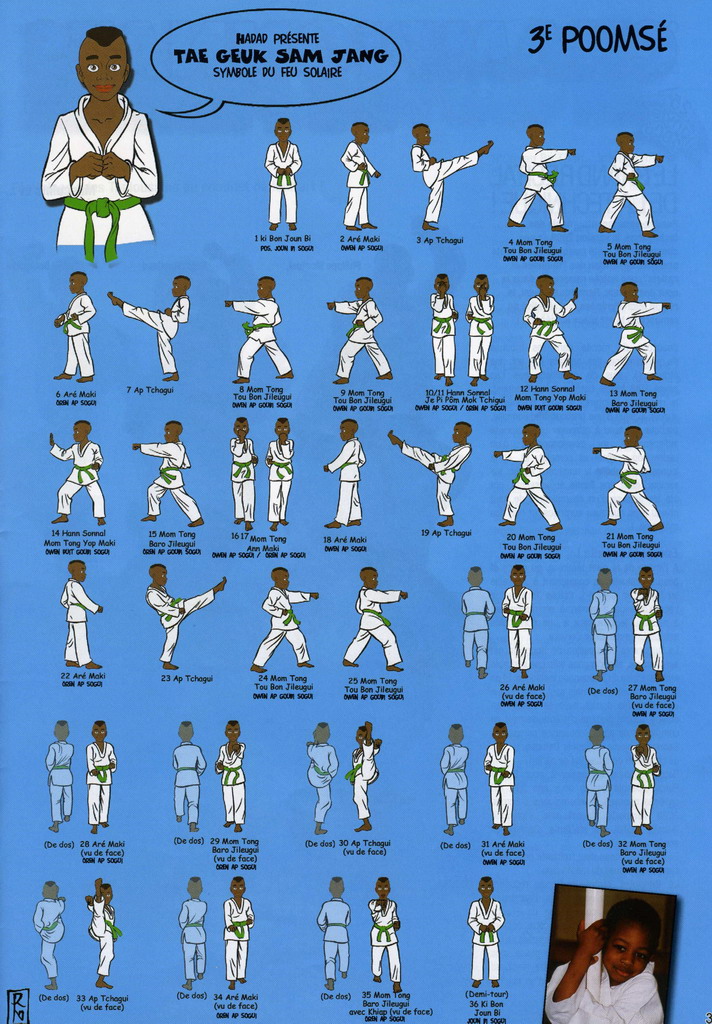 HADAD PRÉSENTE
TAE GEUK SAM JANG
SYMBOLE DU FEU SOLAIRE
3E POOMSÉ
1 ki Bon Joun Bi
POS. JOUN BI SOGUI
2 Aré Maki
OWEN AP SOGUI
3 Ap Tchagui
4 Mom Tong
Tou Bon Jileugui
OWEN AP GOUBI SOGUI
5 Mom Tong
Tou Bon Jileugui
OWEN AP GOUBI SOGUI
6 Aré Maki
OREN AP SOGUI
7 Ap Tchagui
8 Mom Tong
Tou Bon Jileugui
OWEN AP GOUBI SOGUI
9 Mom Tong
Tou Bon Jileugui
OWEN AP GOUBI SOGUI
10/11 Hann Sonnal
Je Pi Pom Mok Tchigui
OWEN AP SOGUI / OREN AP SOGUI
12 Hann Sonnal
Mom Tong Yop Maki
OWEN DUIT GOUBI SOGUI
13 Mom Tong
Baro Jileugui
OWEN AP GOUBI SOGUI
14 Hann Sonnal
Mom Tong Yop Maki
OWEN DUIT GOUBI SOGUI
15 Mom Tong
Baro Jileugui
OREN AP GOUBI SOGUI
16 17 Mom Tong
Ann Maki
OWEN AP SOGUI / OREN AP SOGUI
18 Aré Maki
OWEN AP SOGUI
19 Ap Tchagui
20 Mom Tong
Tou Bon Jileugui
OWEN AP GOUBI SOGUI
21 Mom Tong
Tou Bon Jileugui
OWEN AP GOUBI SOGUI
22 Aré Maki
OREN AP SOGUI
23 Ap Tchagui
24 Mom Tong
Tou Bon Jileugui
OWEN AP GOUBI SOGUI
25 Mom Tong
Tou Bon Jileugui
OWEN AP GOUBI SOGUI
26 Aré Maki
(vu de face)
OWEN AP SOGUI
(De dos)
27 Mom Tong
Baro Jileugui
(vu de face)
OWEN AP SOGUI
(De dos)
28 Aré Maki
(vu de face)
OREN AP SOGUI
(De dos)
29 Mom Tong
Baro Jileugui
(vu de face)
OREN AP SOGUI
(De dos)
30 Ap Tchagui
(vu de face)
(De dos)
31 Aré Maki
(vu de face)
OWEN AP SOGUI
(De dos)
32 Mom Tong
Baro Jileugui
(vu de face)
OWEN AP SOGUI
(De dos)
33 Ap Tchagui
(vu de face)
(De dos)
34 Aré Maki
(vu de face)
OREN AP SOGUI
(De dos)
35 Mom Tong
Baro Jileugui
avec Khiap (vu de face)
OREN AP SOGUI
(Demi-tour)
36 Ki Bon
Joun Bi
JOUN BI SOGUI
3